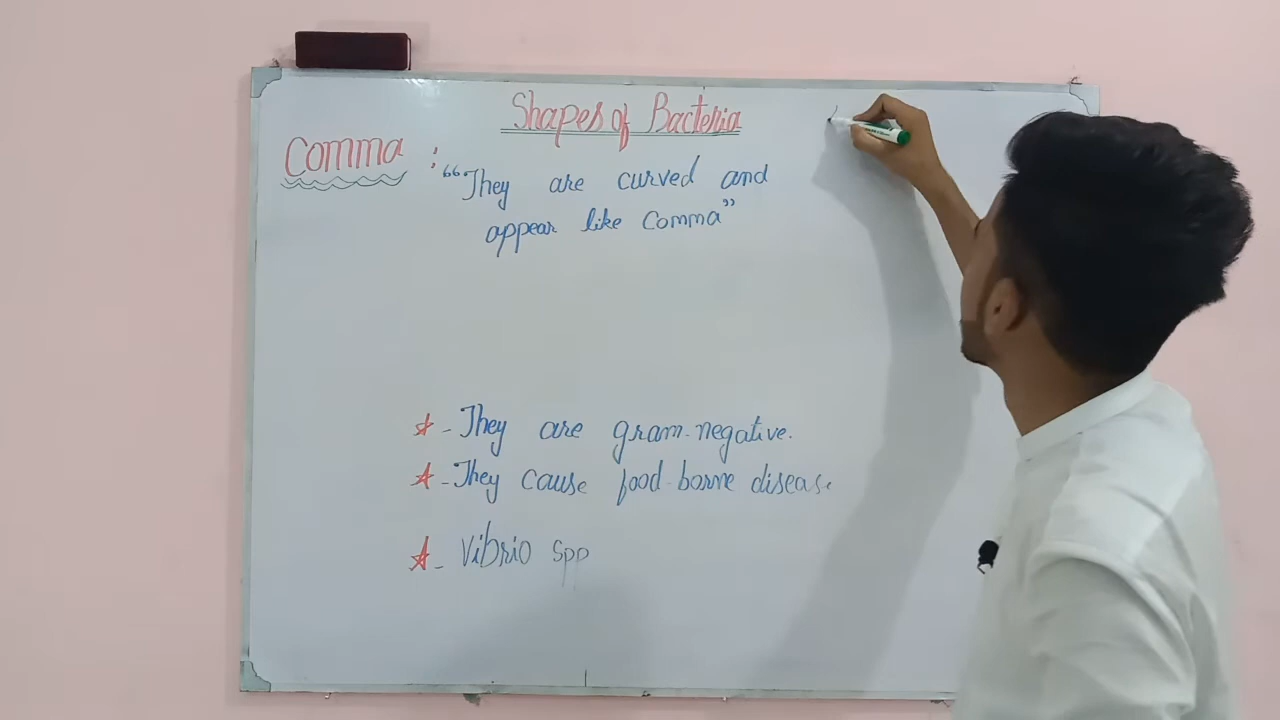 Shapes of Bacteria
Comma :
“They are curved and
appear like Comma”
- They are gram-negative.
- They cause food-borne disease
- Vibrio spp